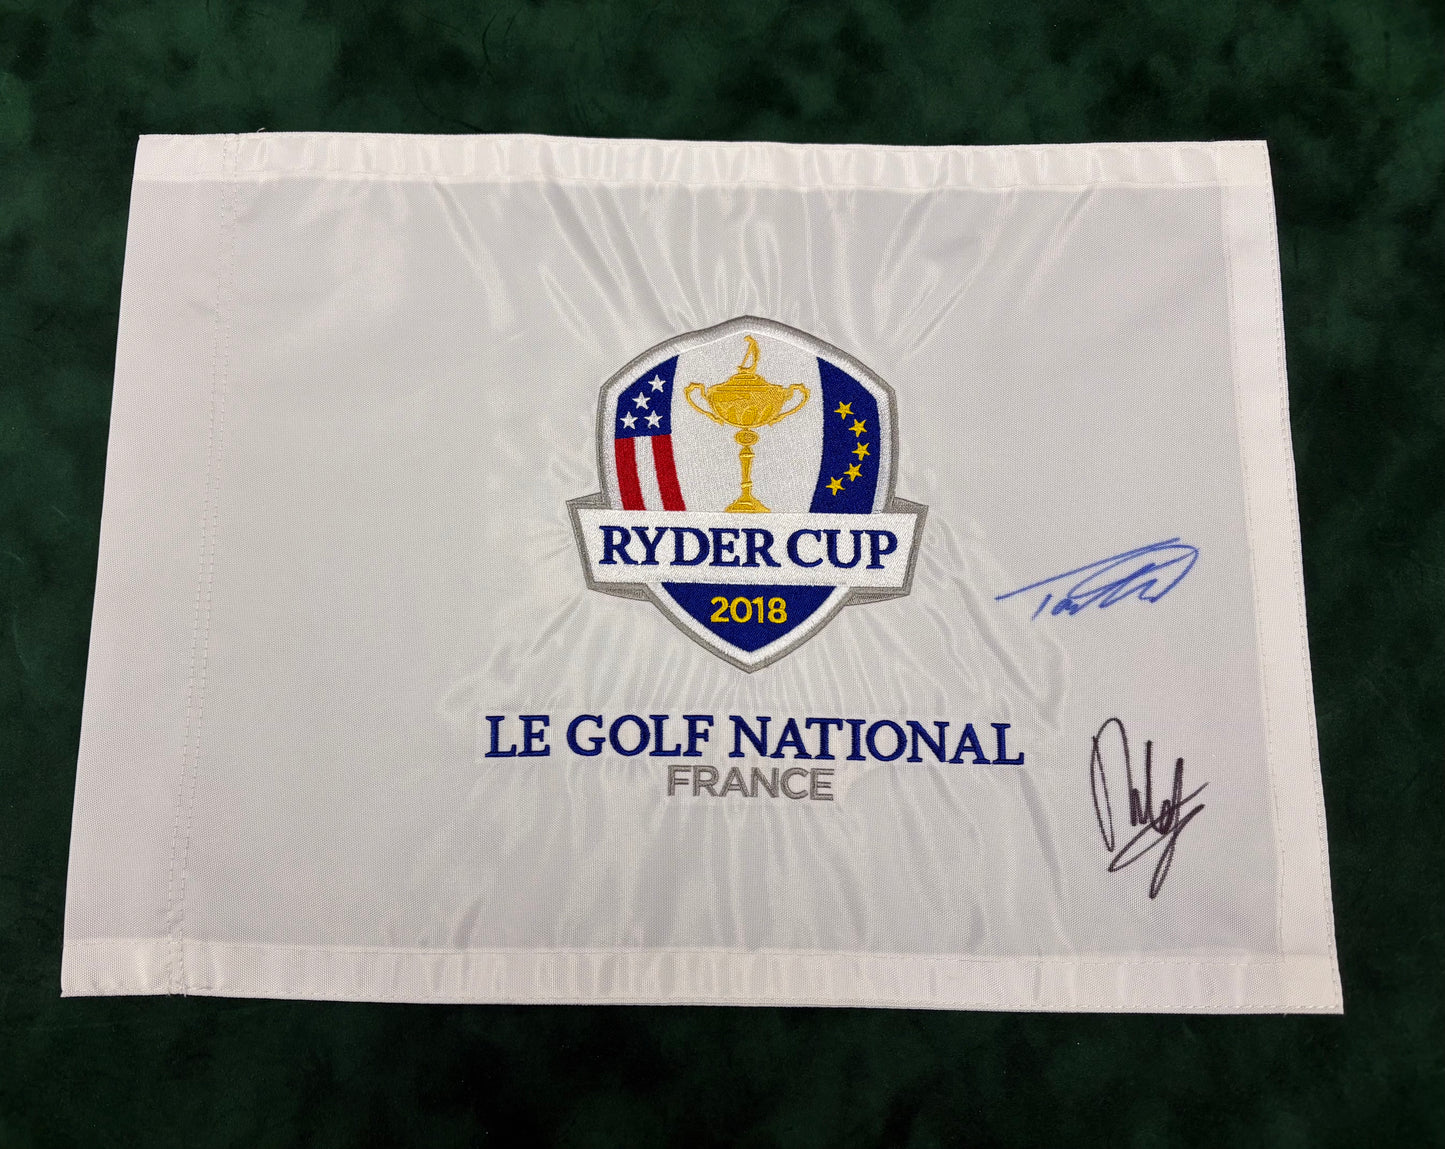 RYDER CUP
2018
LE GOLF NATIONAL
FRANCE